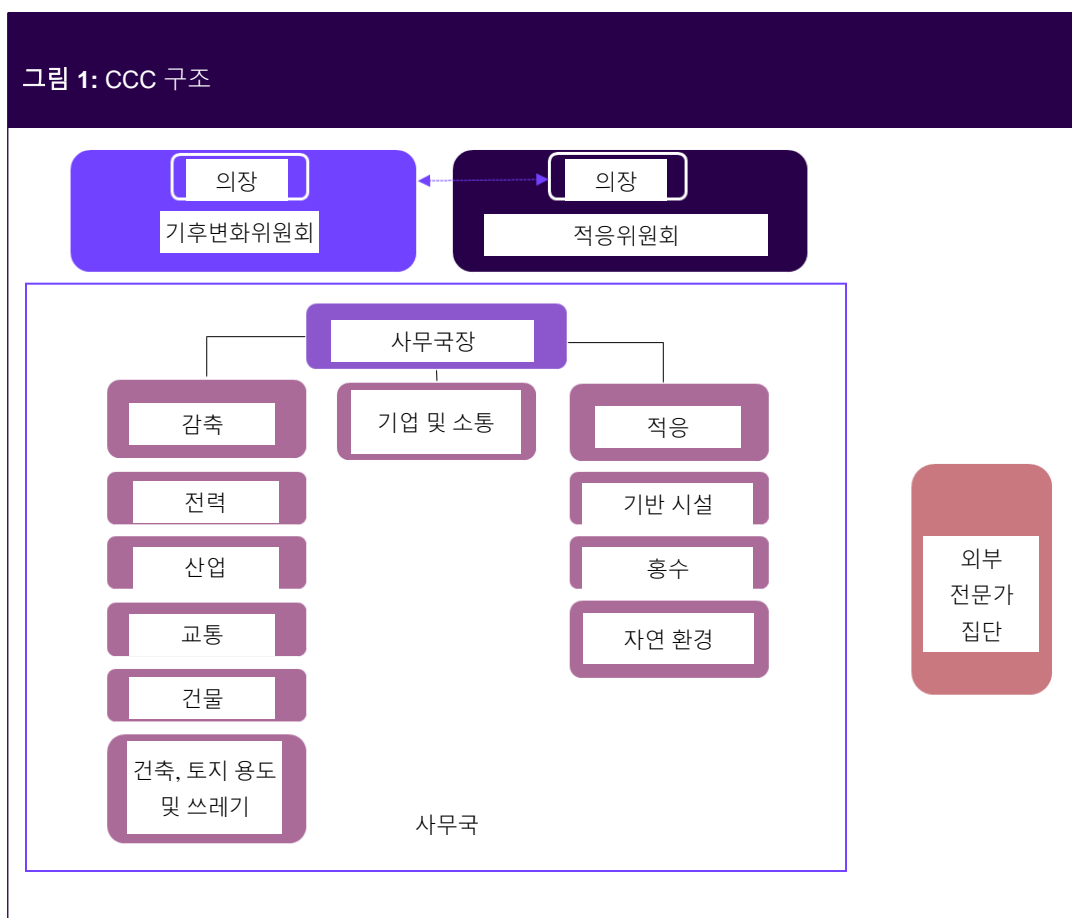 그림 1: CCC 구조
의장
기후변화위원회
의장
적응위원회
사무국장
감축
기업 및 소통
적응
전력
산업
교통
건물
건축, 토지 용도
및 쓰레기
기반 시설
홍수
자연 환경
사무국
외부
전문가
집단